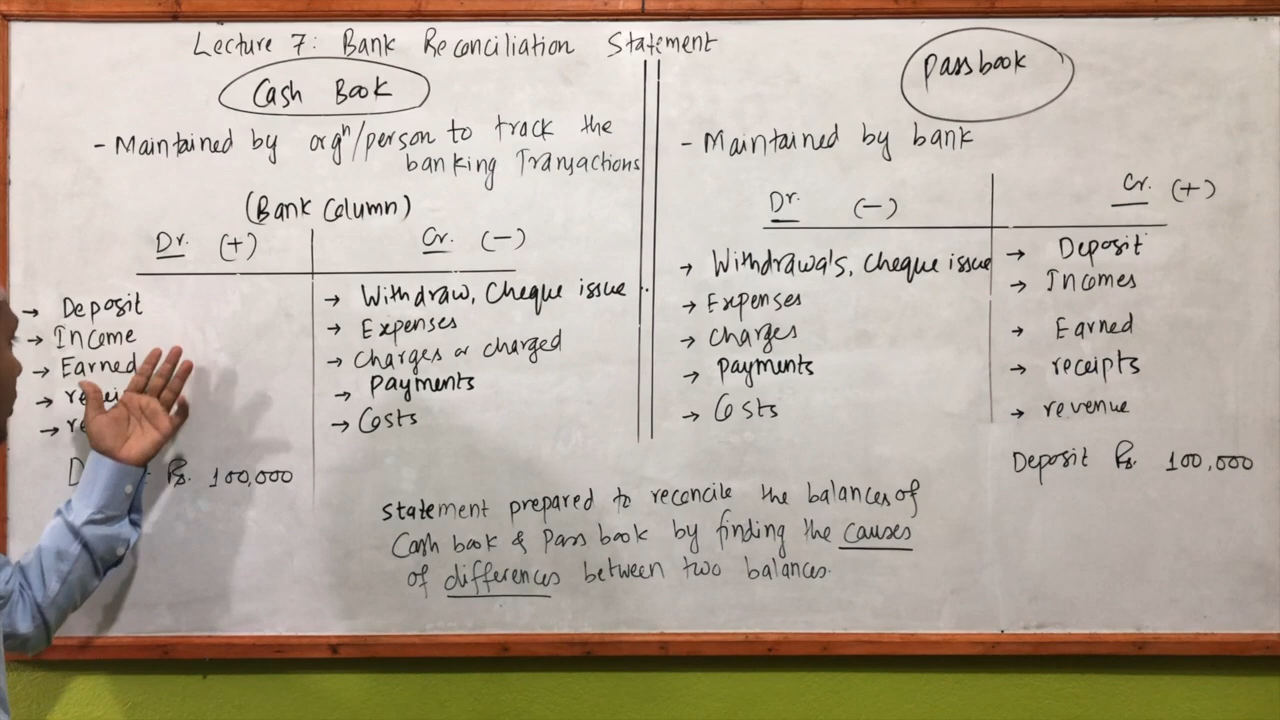 Lecture 7: Bank Reconciliation Statement
Cash Book
- Maintained by orgⁿ/person to track the
banking Transactions
(Bank Column)
Dr. (+)
Cr. (-)
→ Deposit
→ Income
→ Earned
→
→
Rs. 100,000
→ Withdraw, Cheque issue
→ Expenses
→ Charges or charged
→ payments
→ Costs
Passbook
- Maintained by bank
Dr. (-)
Cr. (+)
→ Withdrawa's, Cheque issue
→ Expenses
→ Charges
→ payments
→ Costs
→ Deposit
→ Incomes
→ Earned
→ receipts
→ revenue
Deposit Rs. 100,000
statement prepared to reconcile the balances of
Cash book & Pass book by finding the causes
of differences between two balances.